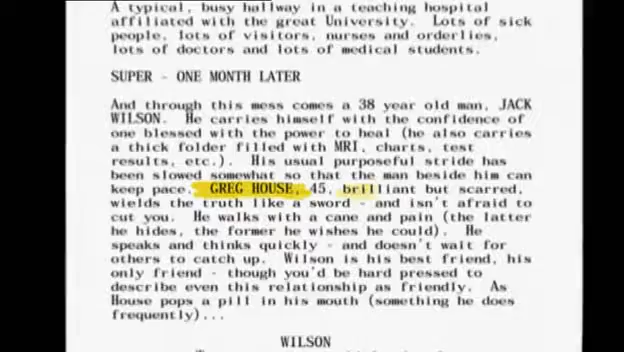 A typical, busy hallway in a teaching hospital
affiliated with the great University. Lots of sick
people, lots of visitors, nurses and orderlies,
lots of doctors and lots of medical students.
SUPER - ONE MONTH LATER
And through this mess comes a 38 year old man, JACK
WILSON. He carries himself with the confidence of
one blessed with the power to heal (he also carries
a thick folder filled with MRI, charts, test
results, etc.). His usual purposeful stride has
been slowed somewhat so that the man beside him can
keep pace. GREG HOUSE, 45, brilliant but scarred,
wields the truth like a sword - and isn't afraid to
cut you. He walks with a cane and pain (the latter
he hides, the former he wishes he could). He
speaks and thinks quickly - and doesn't wait for
others to catch up. Wilson is his best friend, his
only friend - though you'd be hard pressed to
describe even this relationship as friendly. As
House pops a pill in his mouth (something he does
frequently)...
WILSON